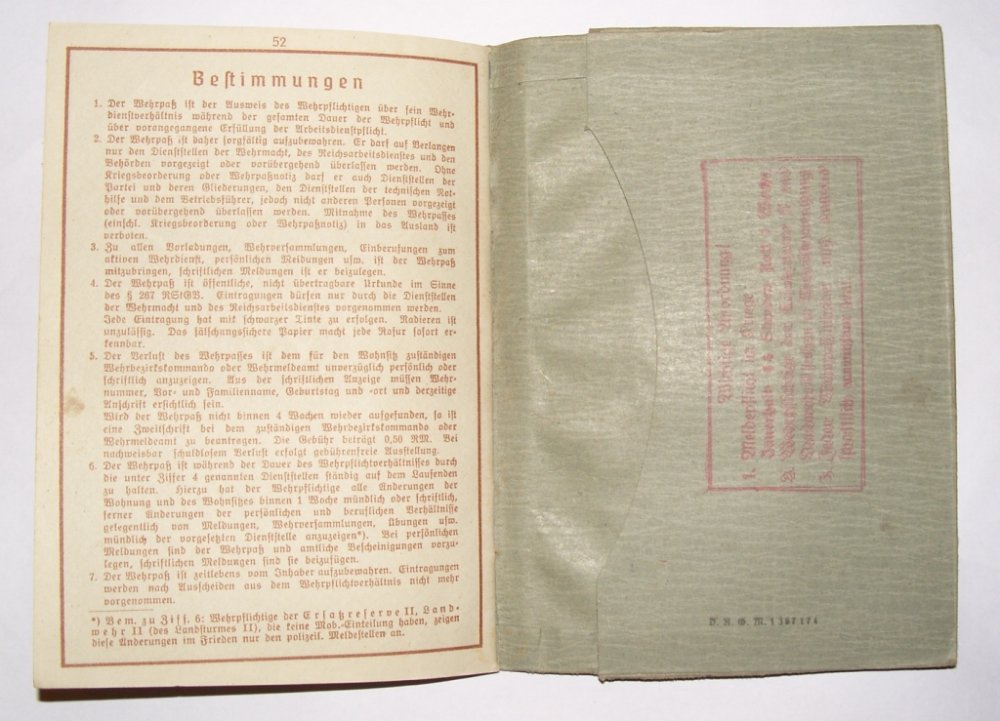 52
Bestimmungen
1. Der Wehrpaß ist der Ausweis des Wehrpflichtigen über sein Wehr-
dienstverhältnis während der gesamten Dauer der Wehrpflicht und
über vorangegangene Erfüllung der Arbeitsdienstpflicht.
2. Der Wehrpaß ist daher sorgfältig aufzubewahren. Er darf auf Verlangen
nur den Dienststellen der Wehrmacht, des Reichsarbeitsdienstes und den
Behörden vorgezeigt oder vorübergehend überlassen werden. Ohne
Kriegsbeorderung oder Wehrpaßnotiz darf er auch Dienststellen der
Partei und deren Gliederungen, den Dienststellen der technischen Not-
hilfe und dem Betriebsführer, jedoch nicht anderen Personen vorgezeigt
oder vorübergehend überlassen werden. Mitnahme des Wehrpasses
(einschl. Kriegsbeorderung oder Wehrpaßnotiz) in das Ausland ist
verboten.
3. Zu allen Vorladungen, Wehrversammlungen, Einberufungen zum
aktiven Wehrdienst, persönlichen Meldungen usw. ist der Wehrpaß
mitzubringen, schriftlichen Meldungen ist er beizulegen.
4. Der Wehrpaß ist öffentliche, nicht übertragbare Urkunde im Sinne
des § 267 RStGB. Eintragungen dürfen nur durch die Dienststellen
der Wehrmacht und des Reichsarbeitsdienstes vorgenommen werden.
Jede Eintragung hat mit schwarzer Tinte zu erfolgen. Radieren ist
unzulässig. Das fälschungssichere Papier macht jede Rasur sofort er-
kennbar.
5. Der Verlust des Wehrpasses ist dem für den Wohnsitz zuständigen
Wehrbezirkskommando oder Wehrmeldeamt unverzüglich persönlich oder
schriftlich anzuzeigen. Aus der schriftlichen Anzeige müssen Wehr-
nummer, Vor- und Familienname, Geburtstag und -ort und derzeitige
Anschrift ersichtlich sein.
Wird der Wehrpaß nicht binnen 4 Wochen wieder aufgefunden, so ist
eine Zweitschrift bei dem zuständigen Wehrbezirkskommando oder
Wehrmeldeamt zu beantragen. Die Gebühr beträgt 0,50 RM. Bei
nachweisbar schuldlosem Verlust erfolgt gebührenfreie Ausstellung.
6. Der Wehrpaß ist während der Dauer des Wehrpflichtverhältnisses durch
die unter Ziffer 4 genannten Dienststellen ständig auf dem Laufenden
zu halten. Hierzu hat der Wehrpflichtige alle Änderungen der
Wohnung und des Wohnsitzes binnen 1 Woche mündlich oder schriftlich,
ferner Änderungen der persönlichen und beruflichen Verhältnisse
gelegentlich von Meldungen, Wehrversammlungen, Übungen usw.
mündlich der vorgesetzten Dienststelle anzuzeigen*). Bei persönlichen
Meldungen sind der Wehrpaß und amtliche Bescheinigungen vorzu-
legen, schriftlichen Meldungen sind sie beizufügen.
7. Der Wehrpaß ist zeitlebens vom Inhaber aufzubewahren. Eintragungen
werden nach Ausscheiden aus dem Wehrpflichtverhältnis nicht mehr
vorgenommen.
*) Bem. zu Ziff. 6: Wehrpflichtige der Ersatzreserve II, Land-
wehr II (des Landsturmes II), die keine Mob.-Einteilung haben, zeigen
diese Änderungen im Frieden nur den polizeil. Meldestellen an.
Anordnung!
1. Meldepflicht im Kriege:
Innerhalb 48 Stunden
2.
3. Jeder muß
schriftlich
D. R. G. M. 1 397 174